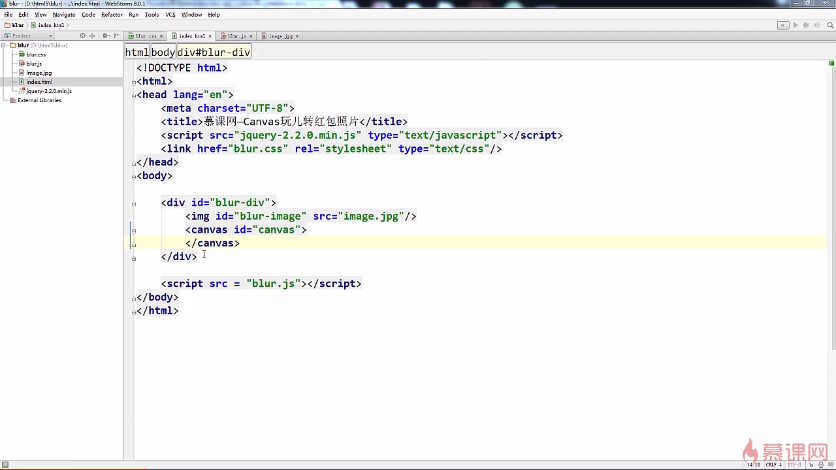 blur - [D:\html5\blur] - ...\index.html - WebStorm 8.0.1
File Edit View Navigate Code Refactor Run Tools VCS Window Help
blur index.html
Project
blur.css index.html blur.js image.jpg
blur (D:\html5\blur)
blur.css
blur.js
image.jpg
index.html
jquery-2.2.0.min.js
External Libraries
html body div#blur-div
<!DOCTYPE html>
<html>
<head lang="en">
<meta charset="UTF-8">
<title>慕课网—Canvas玩儿转红包照片</title>
<script src="jquery-2.2.0.min.js" type="text/javascript"></script>
<link href="blur.css" rel="stylesheet" type="text/css"/>
</head>
<body>
<div id="blur-div">
<img id="blur-image" src="image.jpg"/>
<canvas id="canvas">
</canvas>
</div>
<script src = "blur.js"></script>
</body>
</html>
慕课网
CRLF UTF-8